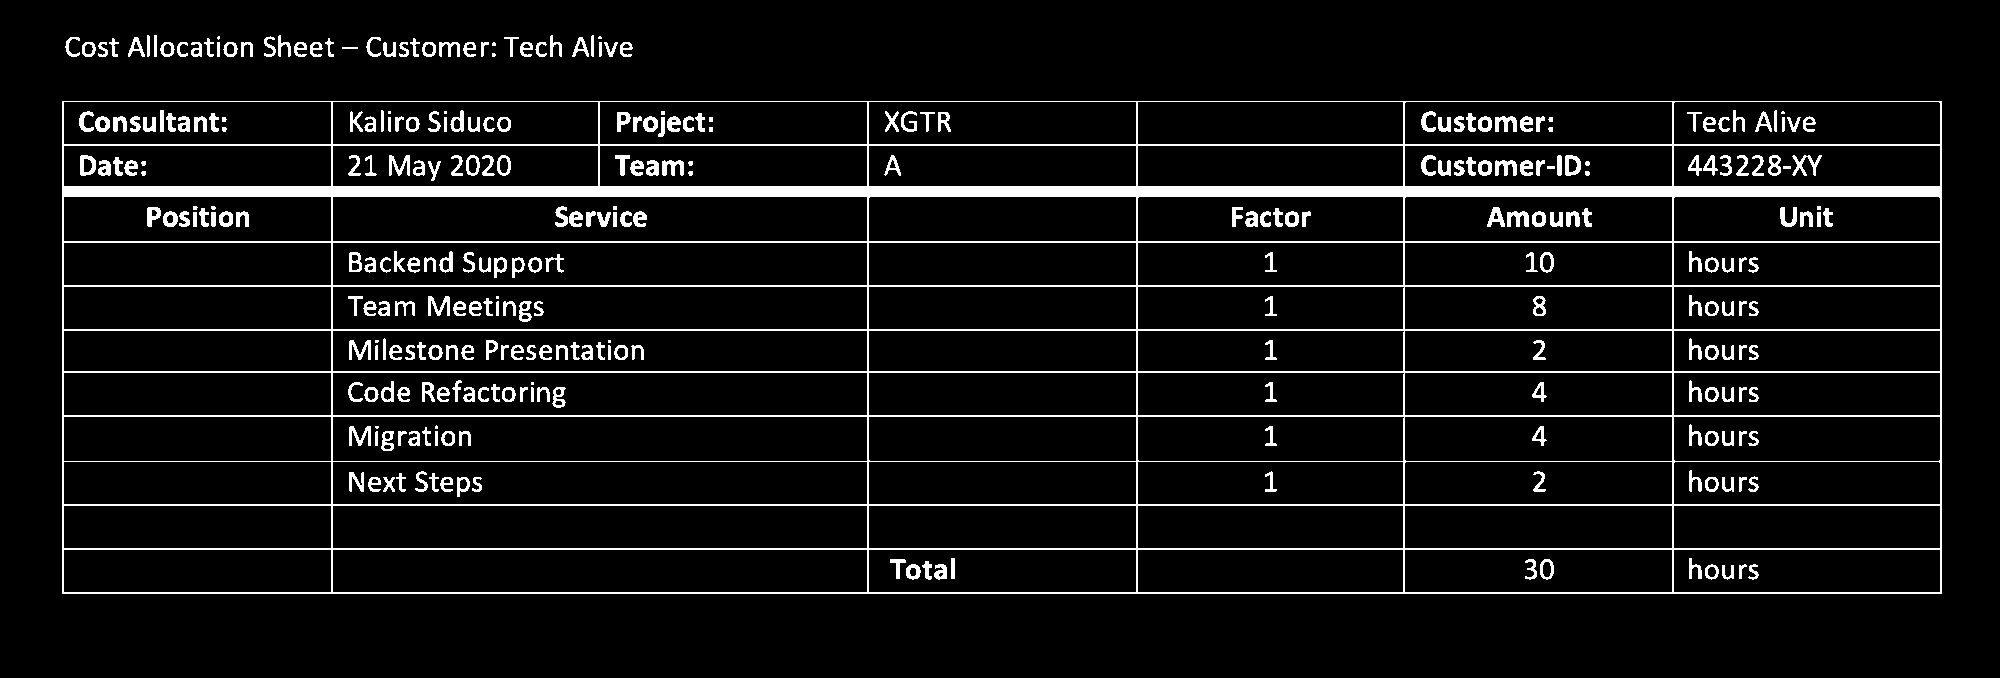 Cost Allocation Sheet – Customer: Tech Alive
Consultant: Kaliro Siduco Project: XGTR Customer: Tech Alive
Date: 21 May 2020 Team: A Customer-ID: 443228-XY
Position Service Factor Amount Unit
Backend Support 1 10 hours
Team Meetings 1 8 hours
Milestone Presentation 1 2 hours
Code Refactoring 1 4 hours
Migration 1 4 hours
Next Steps 1 2 hours
Total 30 hours